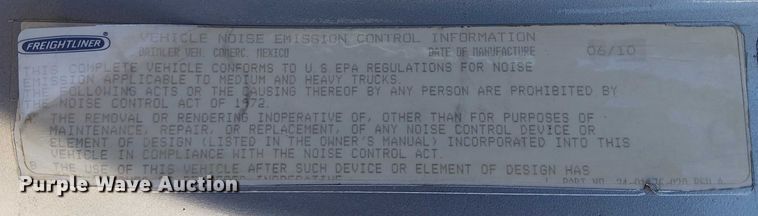 FREIGHTLINER
VEHICLE NOISE EMISSION CONTROL INFORMATION
DAIMLER VEH. COMERC. MEXICO DATE OF MANUFACTURE 06/10
THIS COMPLETE VEHICLE CONFORMS TO U.S.EPA REGULATIONS FOR NOISE
EMISSION APPLICABLE TO MEDIUM AND HEAVY TRUCKS.
THE FOLLOWING ACTS OR THE CAUSING THEREOF BY ANY PERSON ARE PROHIBITED BY
THE NOISE CONTROL ACT OF 1972.
A THE REMOVAL OR RENDERING INOPERATIVE OF, OTHER THAN FOR PURPOSES OF
MAINTENANCE, REPAIR, OR REPLACEMENT, OF ANY NOISE CONTROL DEVICE OR
ELEMENT OF DESIGN (LISTED IN THE OWNER'S MANUAL) INCORPORATED INTO THIS
VEHICLE IN COMPLIANCE WITH THE NOISE CONTROL ACT.
B THE USE OF THIS VEHICLE AFTER SUCH DEVICE OR ELEMENT OF DESIGN HAS
INOPERATIVE PART NO.
Purple Wave Auction